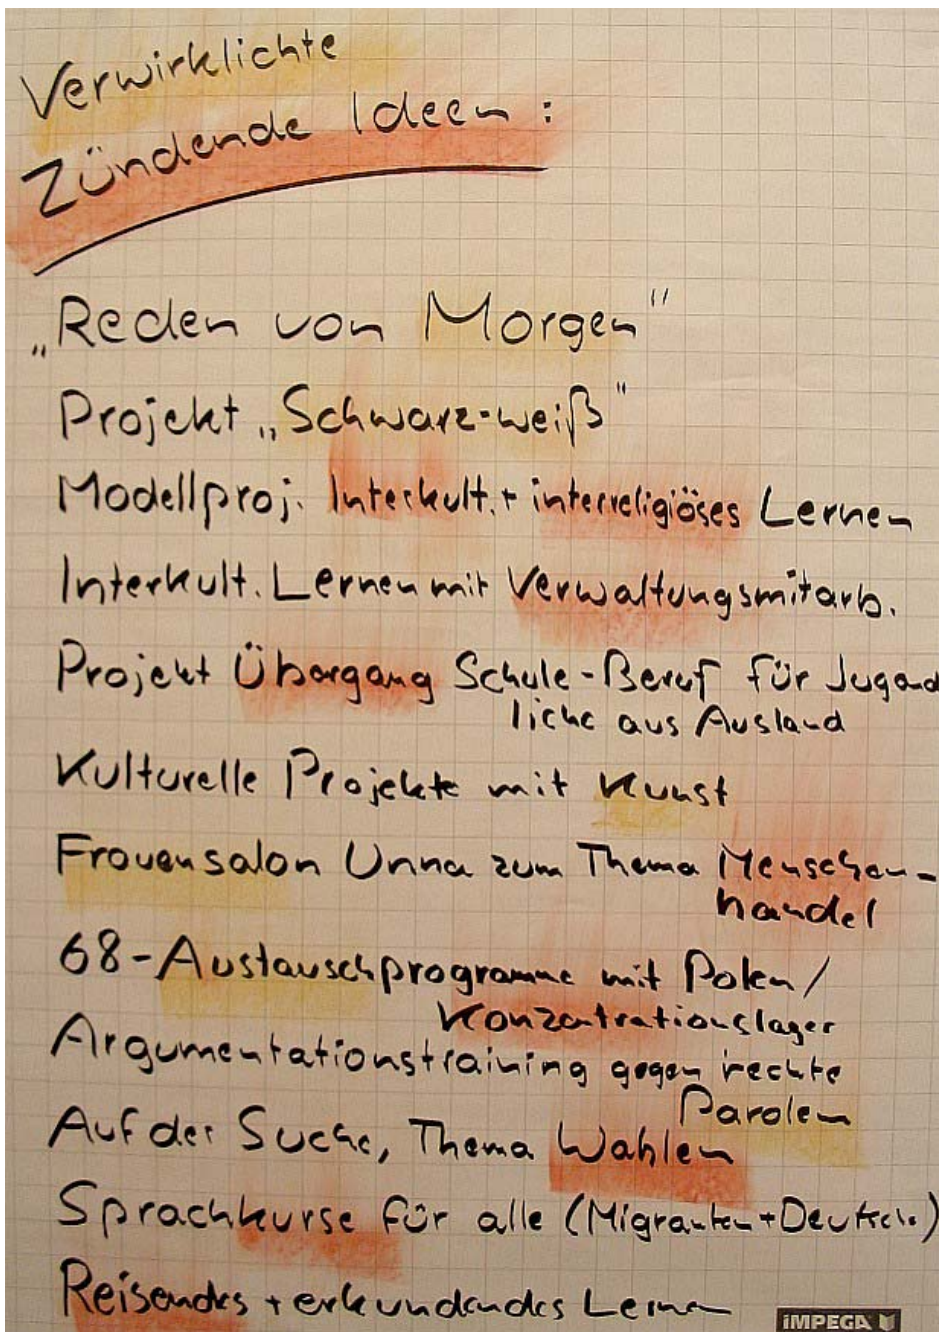 Verwirklichte
Zündende Ideen:
„Reden von Morgen"
Projekt „Schwarz-weiß"
Modellproj. Interkult. + interreligiöses Lernen
Interkult. Lernen mit Verwaltungsmitarb.
Projekt Übergang Schule-Beruf für Jugend
liche aus Ausland
Kulturelle Projekte mit Kunst
Frauensalon Unna zum Thema Menschen-
handel
68-Austauschprogramme mit Polen/
Konzentrationslager
Argumentationstraining gegen rechte
Parolen
Auf der Suche, Thema Wahlen
Sprachkurse für alle (Migranten+Deutsche)
Reisendes + erkundendes Lernen
IMPEGA